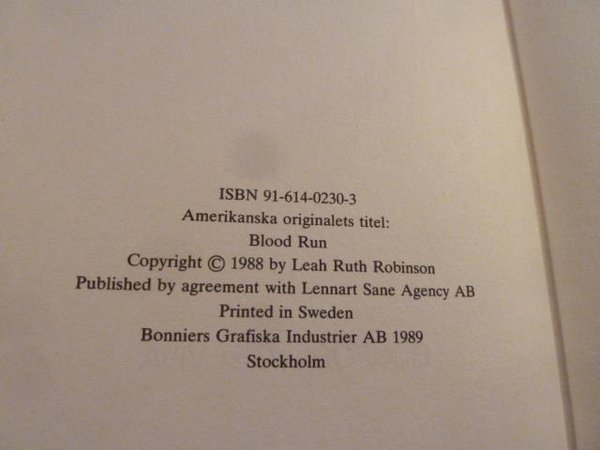 ISBN 91-614-0230-3
Amerikanska originalets titel:
Blood Run
Copyright © 1988 by Leah Ruth Robinson
Published by agreement with Lennart Sane Agency AB
Printed in Sweden
Bonniers Grafiska Industrier AB 1989
Stockholm